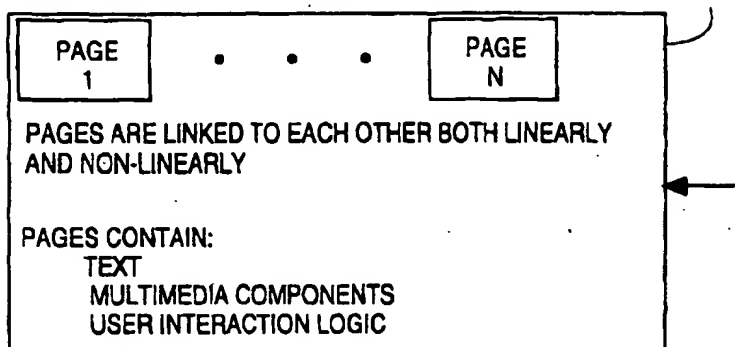 PAGE
1
• • •
PAGE
N
PAGES ARE LINKED TO EACH OTHER BOTH LINEARLY
AND NON-LINEARLY
PAGES CONTAIN:
TEXT
MULTIMEDIA COMPONENTS
USER INTERACTION LOGIC